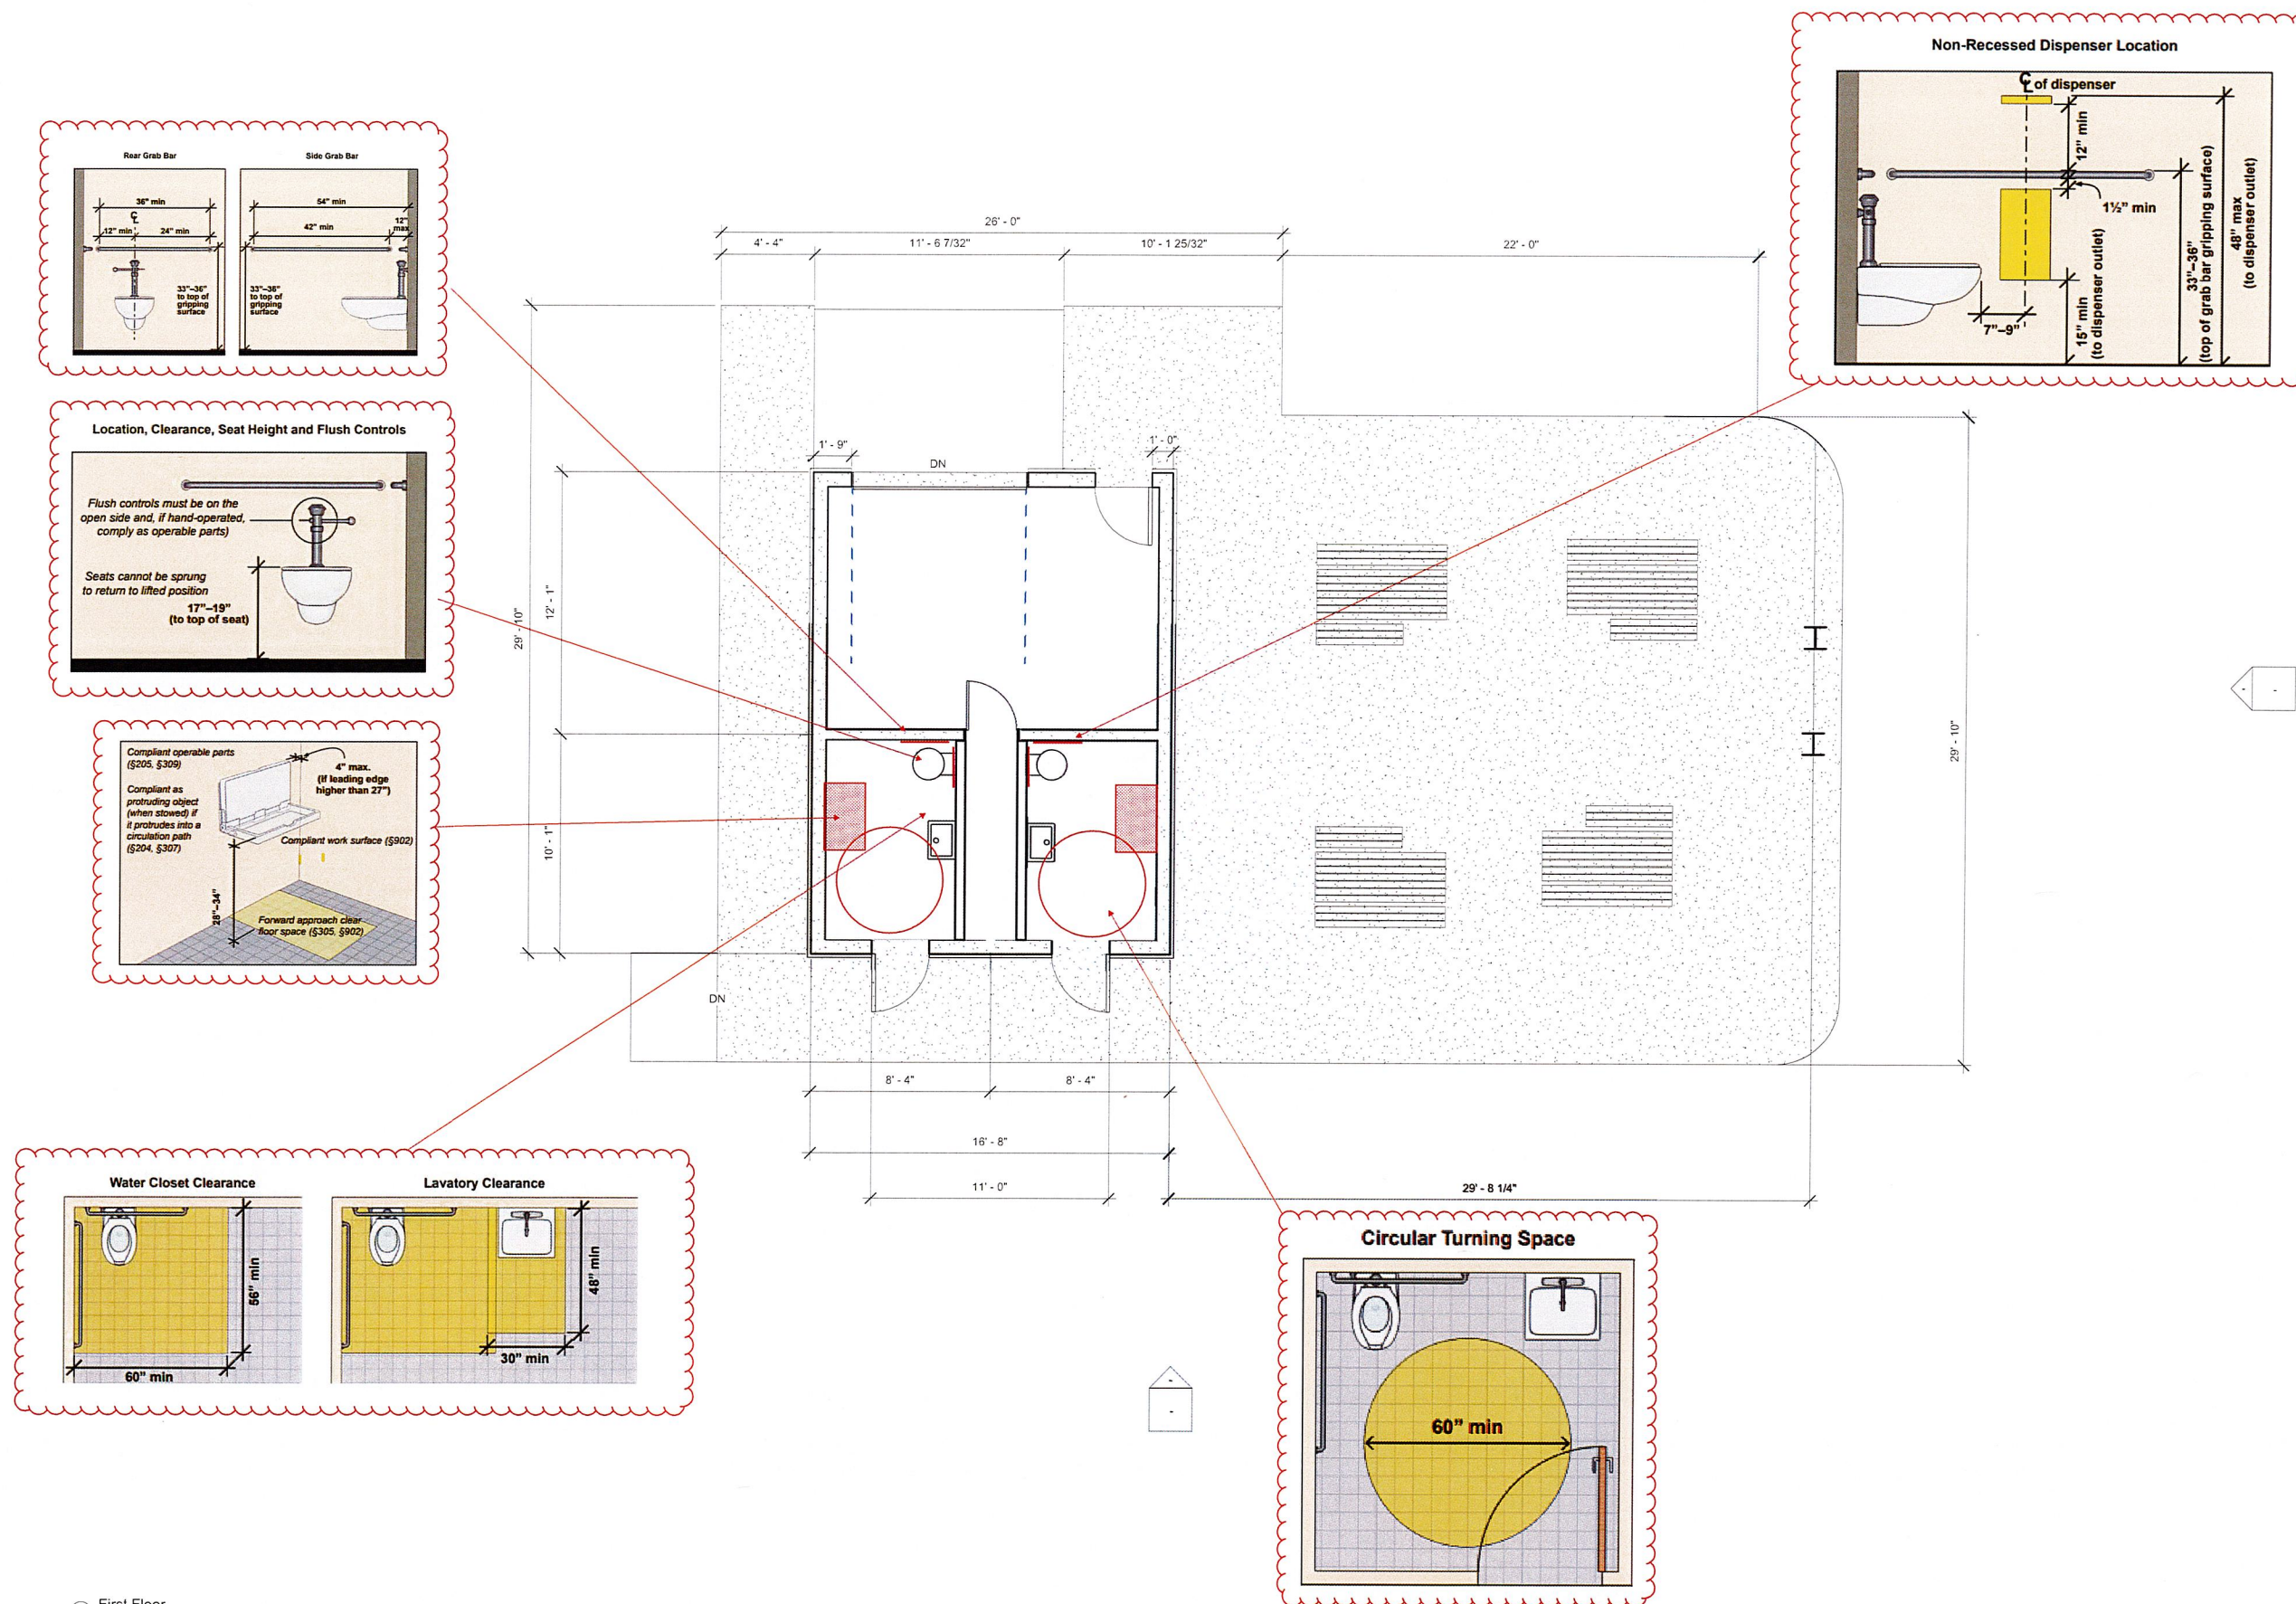 Rear Grab Bar
36" min
℄
12" min
24" min
33"–36"
to top of
gripping
surface
Side Grab Bar
54" min
42" min
12"
max
33"–36"
to top of
gripping
surface
Location, Clearance, Seat Height and Flush Controls
Flush controls must be on the
open side and, if hand-operated,
comply as operable parts)
Seats cannot be sprung
to return to lifted position
17"–19"
(to top of seat)
Compliant operable parts
(§205, §309)
Compliant as
protruding object
(when stowed) if
it protrudes into a
circulation path
(§204, §307)
4" max.
(if leading edge
higher than 27")
Compliant work surface (§902)
28"–34"
Forward approach clear
floor space (§305, §902)
Water Closet Clearance
56" min
60" min
Lavatory Clearance
48" min
30" min
Non-Recessed Dispenser Location
℄ of dispenser
12" min
1½" min
7"–9"
15" min
(to dispenser outlet)
33"–36"
(top of grab bar gripping surface)
48" max
(to dispenser outlet)
26' - 0"
4' - 4"
11' - 6 7/32"
10' - 1 25/32"
22' - 0"
1' - 9"
DN
1' - 0"
29' - 10"
12' - 1"
10' - 1"
29' - 10"
DN
8' - 4"
8' - 4"
16' - 8"
11' - 0"
29' - 8 1/4"
Circular Turning Space
60" min
First Floor